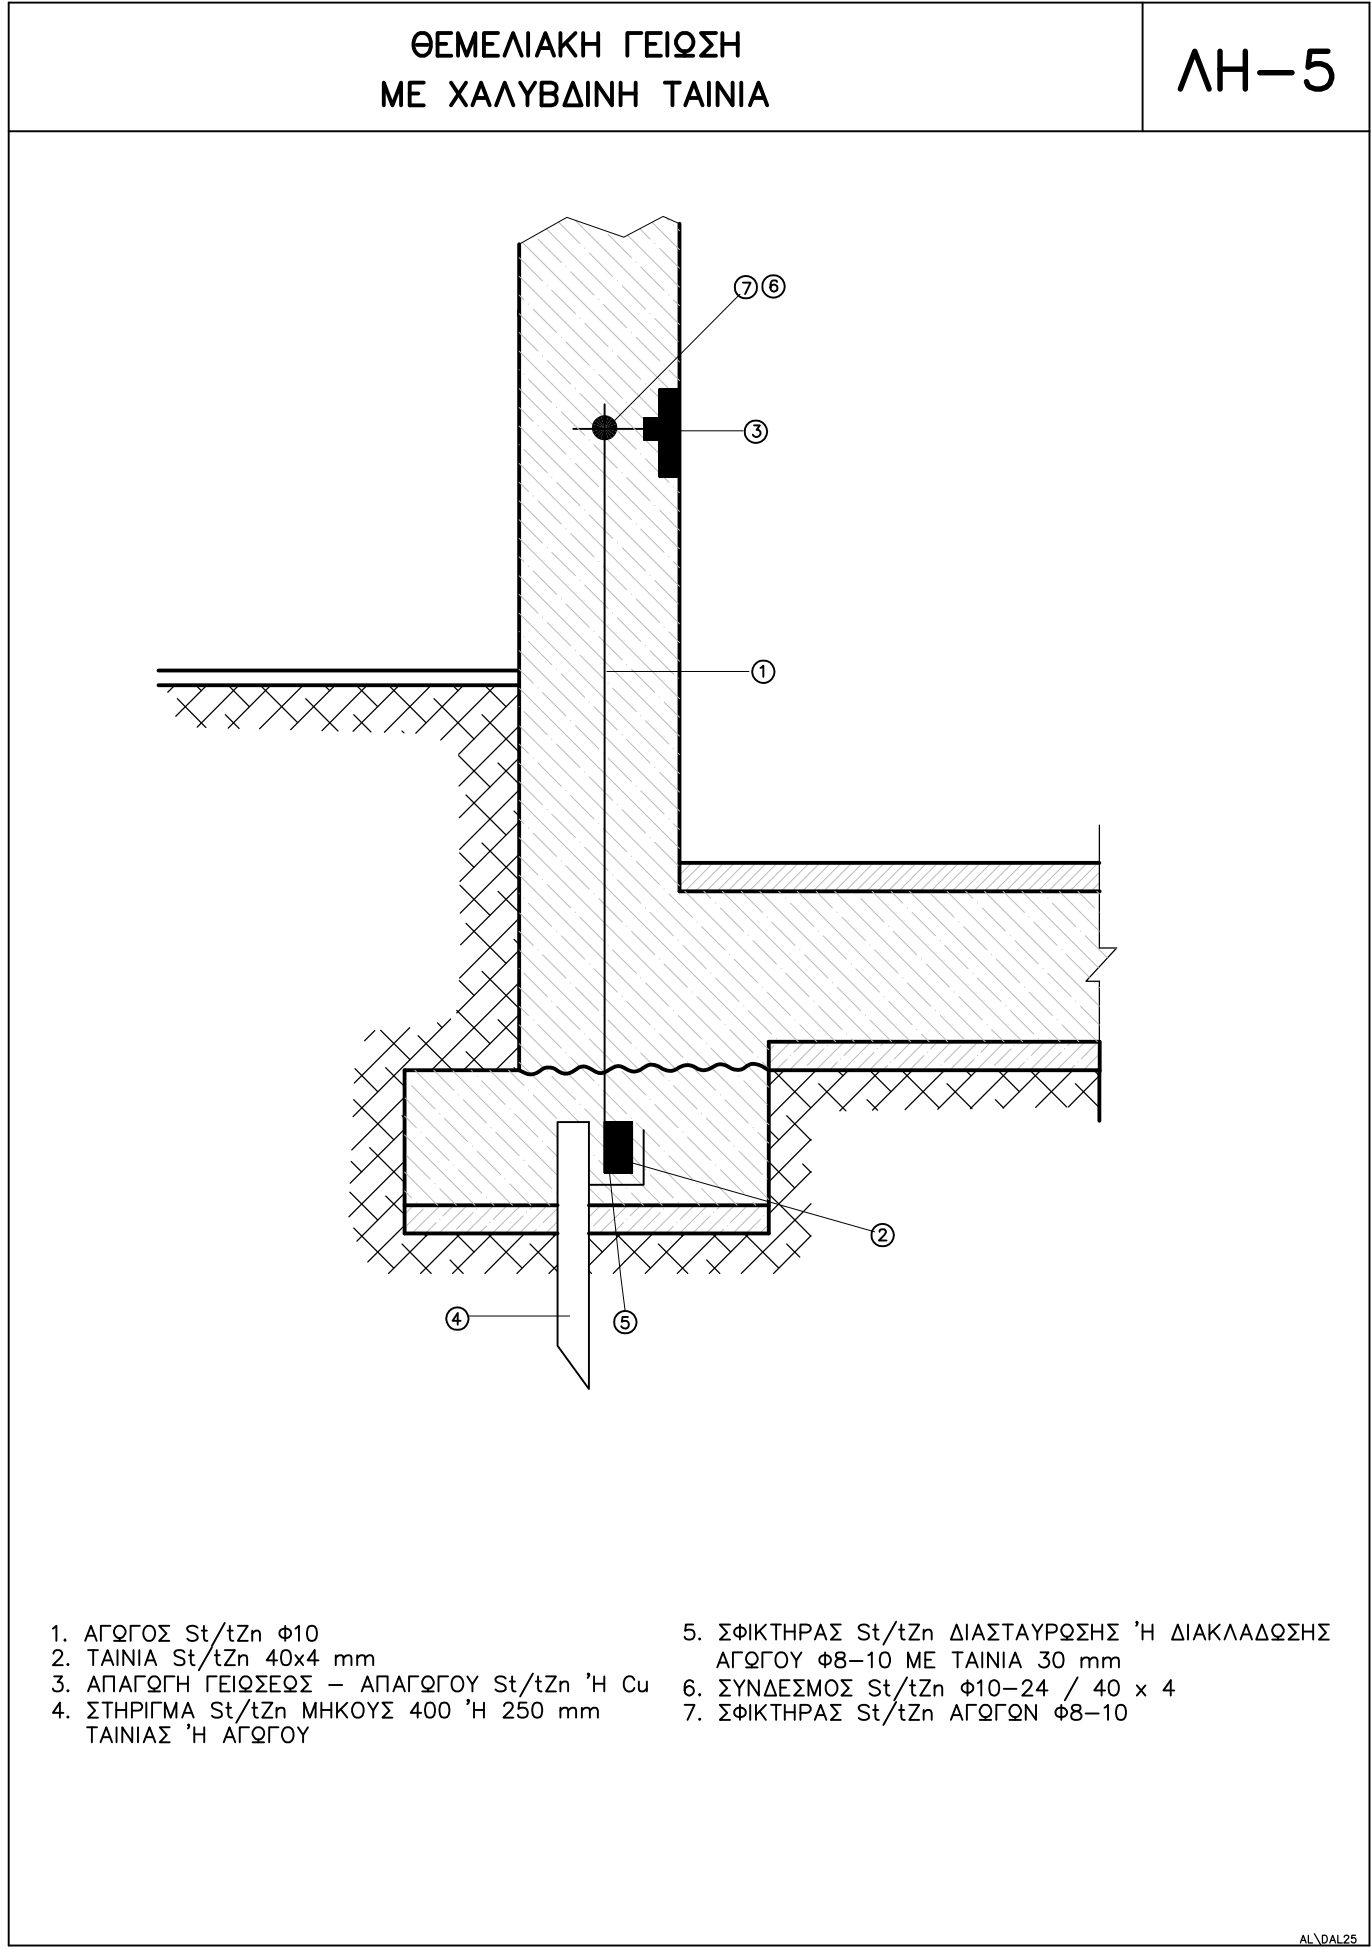 ΘΕΜΕΛΙΑΚΗ ΓΕΙΩΣΗ
ΜΕ ΧΑΛΥΒΔΙΝΗ ΤΑΙΝΙΑ
ΛΗ-5
7 6
3
1
2
4
5
1. ΑΓΩΓΟΣ St/tZn Φ10
2. ΤΑΙΝΙΑ St/tZn 40x4 mm
3. ΑΠΑΓΩΓΗ ΓΕΙΩΣΕΩΣ – ΑΠΑΓΩΓΟΥ St/tZn 'Η Cu
4. ΣΤΗΡΙΓΜΑ St/tZn ΜΗΚΟΥΣ 400 'Η 250 mm
ΤΑΙΝΙΑΣ 'Η ΑΓΩΓΟΥ
5. ΣΦΙΚΤΗΡΑΣ St/tZn ΔΙΑΣΤΑΥΡΩΣΗΣ 'Η ΔΙΑΚΛΑΔΩΣΗΣ
ΑΓΩΓΟΥ Φ8–10 ΜΕ ΤΑΙΝΙΑ 30 mm
6. ΣΥΝΔΕΣΜΟΣ St/tZn Φ10–24 / 40 x 4
7. ΣΦΙΚΤΗΡΑΣ St/tZn ΑΓΩΓΩΝ Φ8–10
AL\DAL25